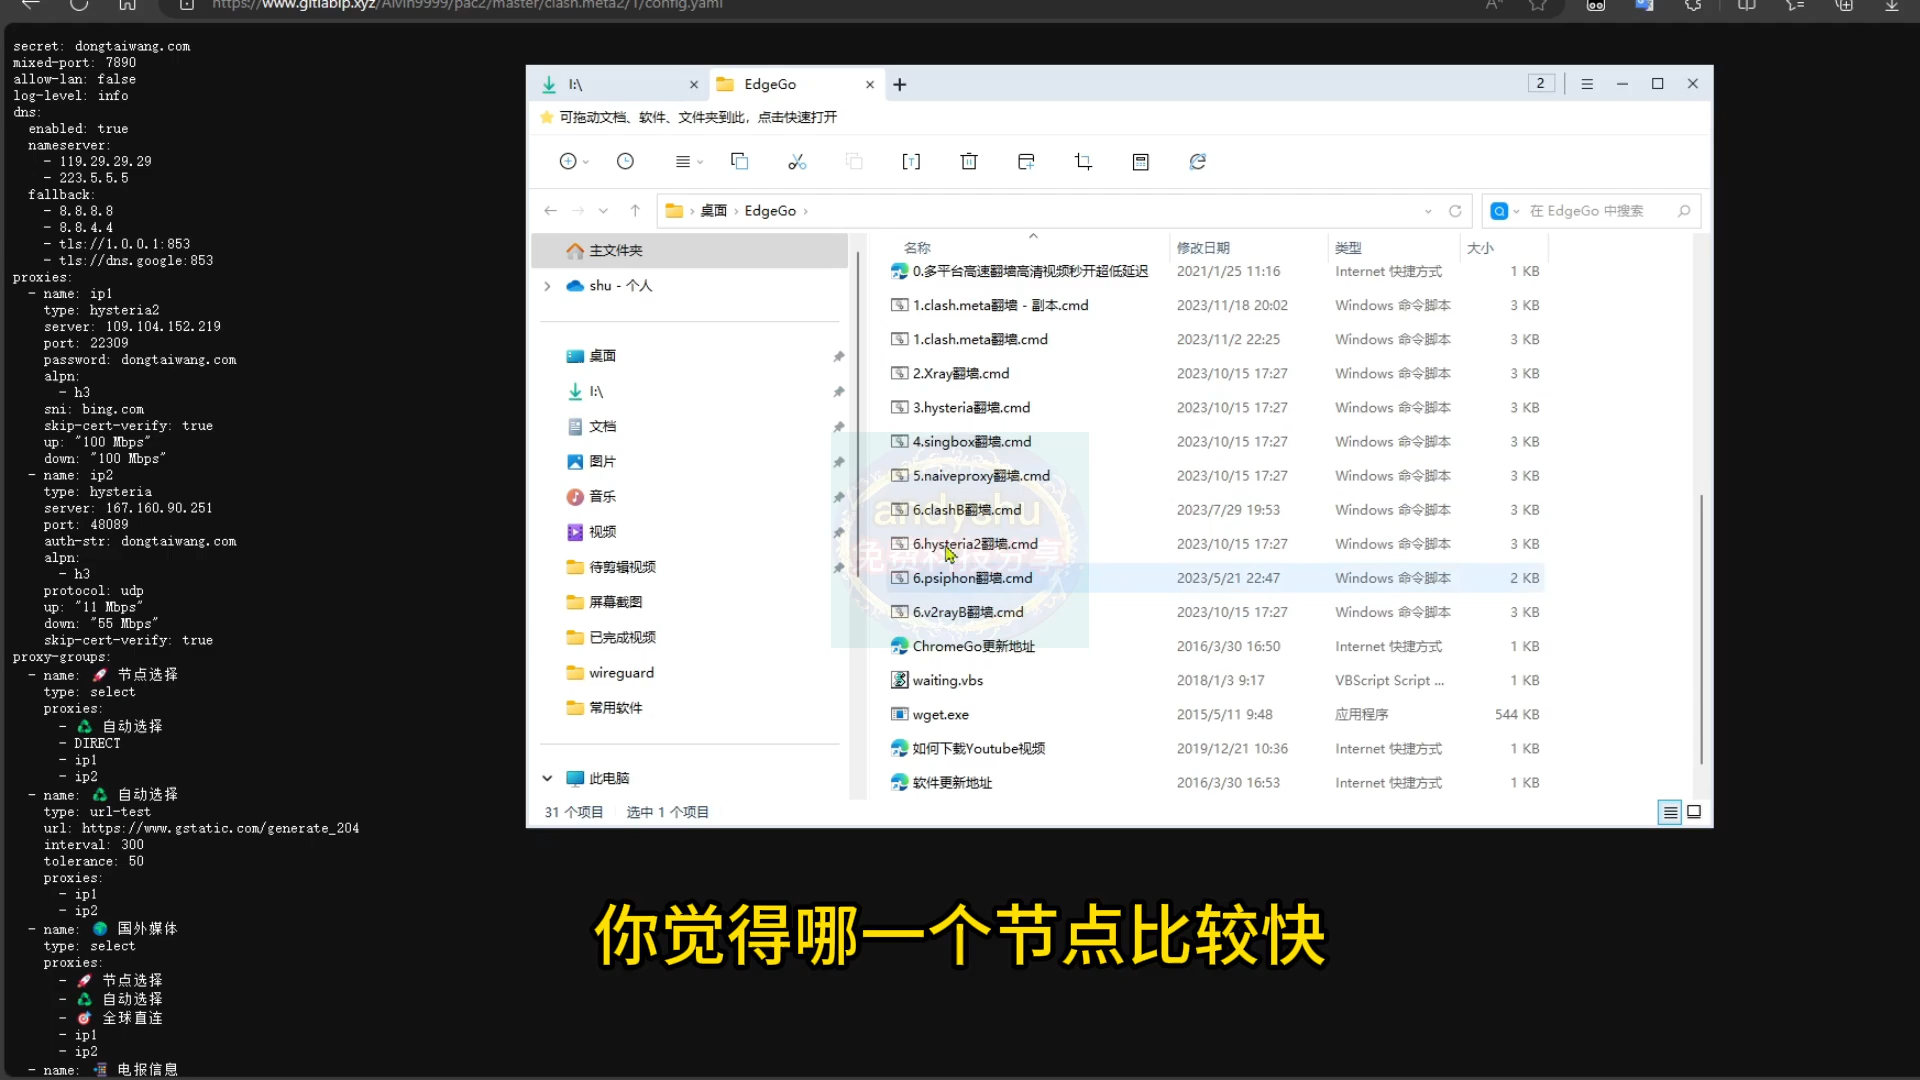 https://www.gitlabip.xyz/Alvin9999/pac2/master/clash.meta2/1/config.yaml
secret: dongtaiwang.com
mixed-port: 7890
allow-lan: false
log-level: info
dns:
enabled: true
nameserver:
- 119.29.29.29
- 223.5.5.5
fallback:
- 8.8.8.8
- 8.8.4.4
- tls://1.0.0.1:853
- tls://dns.google:853
proxies:
- name: ip1
type: hysteria2
server: 109.104.152.219
port: 22309
password: dongtaiwang.com
alpn:
- h3
sni: bing.com
skip-cert-verify: true
up: "100 Mbps"
down: "100 Mbps"
- name: ip2
type: hysteria
server: 167.160.90.251
port: 48089
auth-str: dongtaiwang.com
alpn:
- h3
protocol: udp
up: "11 Mbps"
down: "55 Mbps"
skip-cert-verify: true
proxy-groups:
- name: 🚀 节点选择
type: select
proxies:
- ♻️ 自动选择
- DIRECT
- ip1
- ip2
- name: ♻️ 自动选择
type: url-test
url: https://www.gstatic.com/generate_204
interval: 300
tolerance: 50
proxies:
- ip1
- ip2
- name: 🌍 国外媒体
type: select
proxies:
- 🚀 节点选择
- ♻️ 自动选择
- 🎯 全球直连
- ip1
- ip2
- name: 📲 电报信息
I:\
EdgeGo
2
可拖动文档、软件、文件夹到此，点击快速打开
桌面 › EdgeGo ›
在 EdgeGo 中搜索
主文件夹
shu - 个人
桌面
I:\
文档
图片
音乐
视频
待剪辑视频
屏幕截图
已完成视频
wireguard
常用软件
此电脑
名称 修改日期 类型 大小
0.多平台高速翻墙高清视频秒开超低延迟 2021/1/25 11:16 Internet 快捷方式 1 KB
1.clash.meta翻墙 - 副本.cmd 2023/11/18 20:02 Windows 命令脚本 3 KB
1.clash.meta翻墙.cmd 2023/11/2 22:25 Windows 命令脚本 3 KB
2.Xray翻墙.cmd 2023/10/15 17:27 Windows 命令脚本 3 KB
3.hysteria翻墙.cmd 2023/10/15 17:27 Windows 命令脚本 3 KB
4.singbox翻墙.cmd 2023/10/15 17:27 Windows 命令脚本 3 KB
5.naiveproxy翻墙.cmd 2023/10/15 17:27 Windows 命令脚本 3 KB
6.clashB翻墙.cmd 2023/7/29 19:53 Windows 命令脚本 3 KB
6.hysteria2翻墙.cmd 2023/10/15 17:27 Windows 命令脚本 3 KB
6.psiphon翻墙.cmd 2023/5/21 22:47 Windows 命令脚本 2 KB
6.v2rayB翻墙.cmd 2023/10/15 17:27 Windows 命令脚本 3 KB
ChromeGo更新地址 2016/3/30 16:50 Internet 快捷方式 1 KB
waiting.vbs 2018/1/3 9:17 VBScript Script ... 1 KB
wget.exe 2015/5/11 9:48 应用程序 544 KB
如何下载Youtube视频 2019/12/21 10:36 Internet 快捷方式 1 KB
软件更新地址 2016/3/30 16:53 Internet 快捷方式 1 KB
andyshu
免费科技分享
31 个项目 选中 1 个项目
你觉得哪一个节点比较快